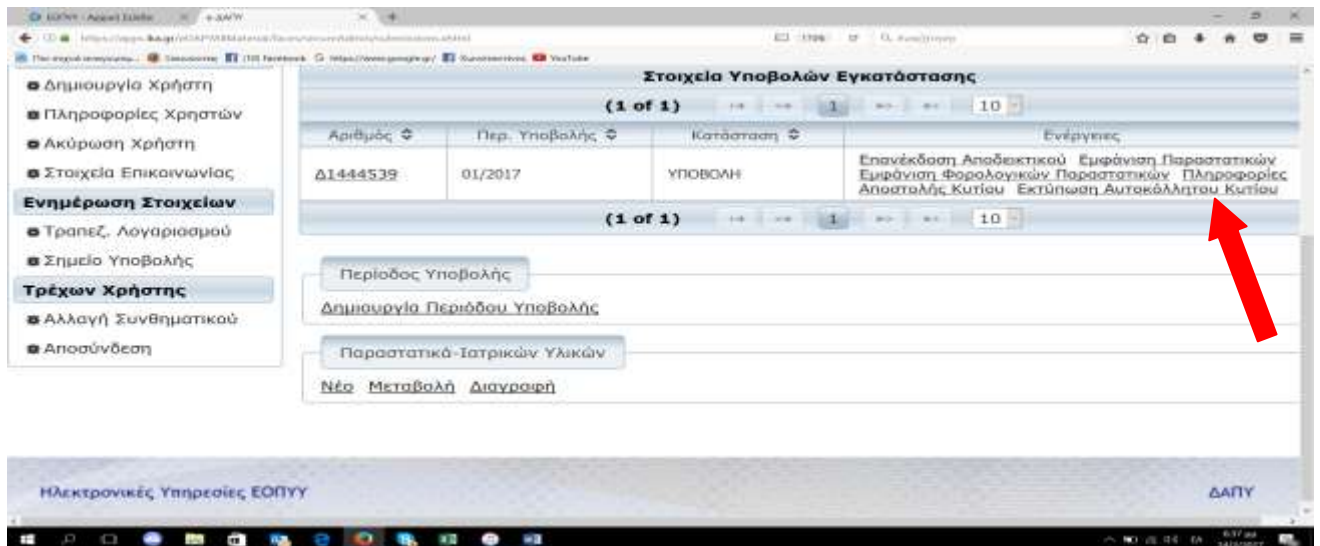 ΔΑΠΥ
YouTube
Δημιουργία Χρήστη
Πληροφορίες Χρηστών
Ακύρωση Χρήστη
Στοιχεία Επικοινωνίας
Ενημέρωση Στοιχείων
Τραπεζ. Λογαριασμού
Σημείο Υποβολής
Τρέχων Χρήστης
Αλλαγή Συνθηματικού
Αποσύνδεση
Στοιχεία Υποβολών Εγκατάστασης
(1 of 1) 1 10
Αριθμός Περ. Υποβολής Κατάσταση Ενέργειες
Δ1444539 01/2017 ΥΠΟΒΟΛΗ Επανέκδοση Αποδεικτικού Εμφάνιση Παραστατικών
Εμφάνιση Φορολογικών Παραστατικών Πληροφορίες
Αποστολής Κυτίου Εκτύπωση Αυτοκόλλητου Κυτίου
(1 of 1) 1 10
Περίοδος Υποβολής
Δημιουργία Περιόδου Υποβολής
Παραστατικά-Ιατρικών Υλικών
Νέο Μεταβολή Διαγραφή
Ηλεκτρονικές Υπηρεσίες ΕΟΠΥΥ ΔΑΠΥ